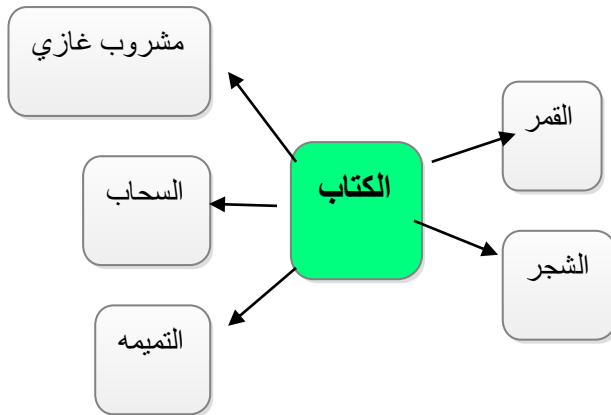 مشروب غازي
القمر
الكتاب
السحاب
الشجر
التميمه